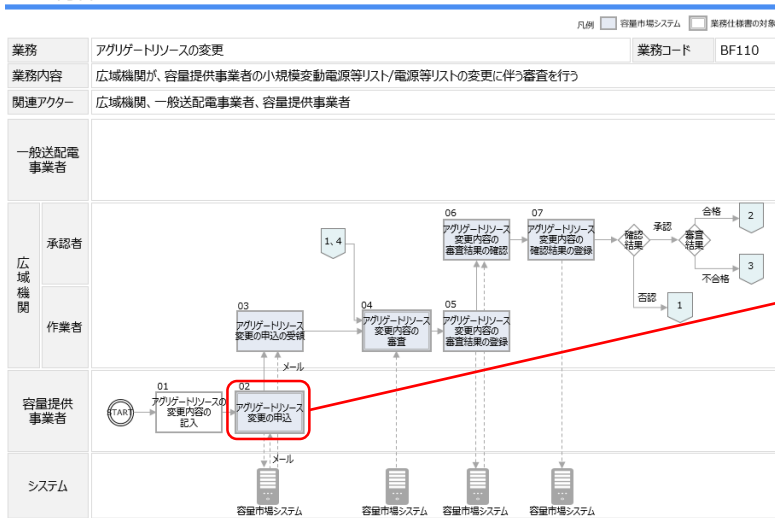 凡例 容量市場システム 業務仕様書の対象
業務 アグリゲートリソースの変更 業務コード BF110
業務内容 広域機関が、容量提供事業者の小規模変動電源等リスト/電源等リストの変更に伴う審査を行う
関連アクター 広域機関、一般送配電事業者、容量提供事業者
一般送配電
事業者
広域機関
承認者
1、4
06
アグリゲートリソース
変更内容の
審査結果の確認
07
アグリゲートリソース
変更内容の
確認結果の登録
確認
結果
承認
審査
結果
合格
2
不合格
3
否認
1
作業者
03
アグリゲートリソース
変更の申込の受領
04
アグリゲートリソース
変更内容の
審査
05
アグリゲートリソース
変更内容の
審査結果の登録
メール
容量提供
事業者
START
01
アグリゲートリソースの
変更内容の
記入
02
アグリゲートリソース
変更の申込
メール
システム
容量市場システム
容量市場システム
容量市場システム
容量市場システム